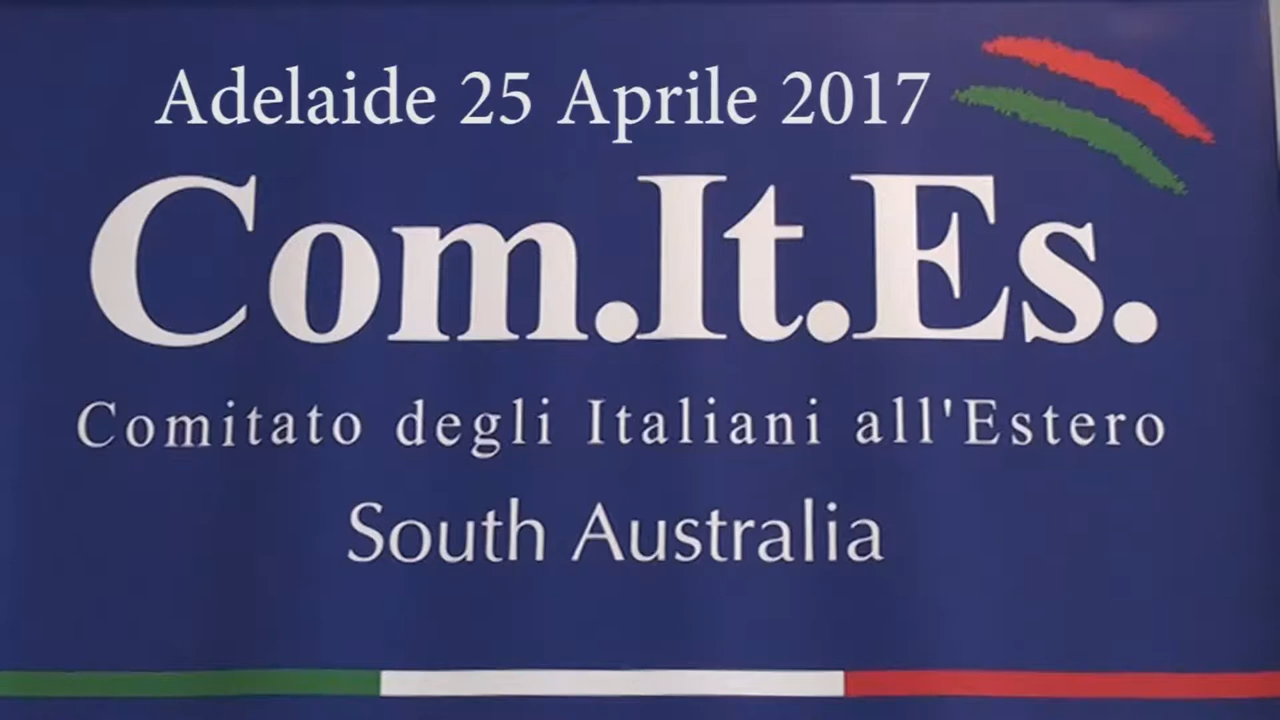 Adelaide 25 Aprile 2017
Com.It.Es.
Comitato degli Italiani all'Estero
South Australia